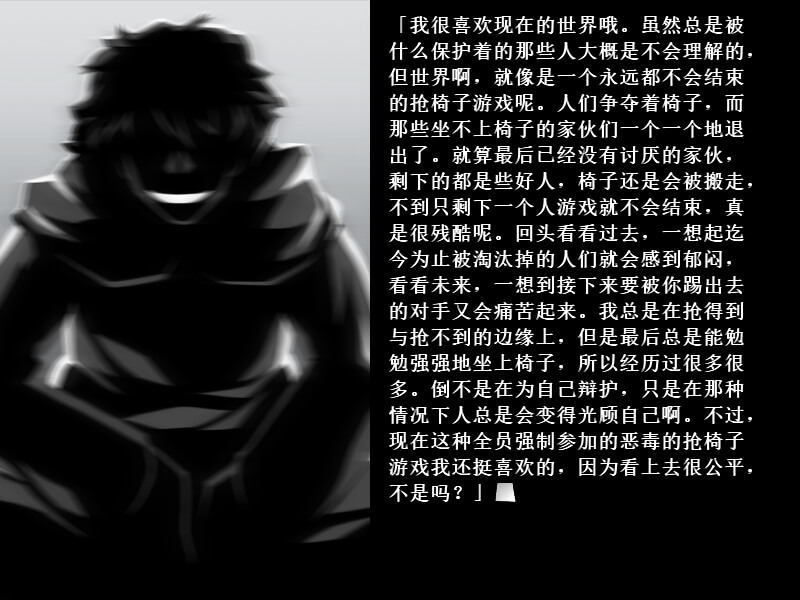 「我很喜欢现在的世界哦。虽然总是被
什么保护着的那些人大概是不会理解的，
但世界啊，就像是一个永远都不会结束
的抢椅子游戏呢。人们争夺着椅子，而
那些坐不上椅子的家伙们一个一个地退
出了。就算最后已经没有讨厌的家伙，
剩下的都是些好人，椅子还是会被搬走，
不到只剩下一个人游戏就不会结束，真
是很残酷呢。回头看看过去，一想起迄
今为止被淘汰掉的人们就会感到郁闷，
看看未来，一想到接下来要被你踢出去
的对手又会痛苦起来。我总是在抢得到
与抢不到的边缘上，但是最后总是能勉
勉强强地坐上椅子，所以经历过很多很
多。倒不是在为自己辩护，只是在那种
情况下人总是会变得光顾自己啊。不过，
现在这种全员强制参加的恶毒的抢椅子
游戏我还挺喜欢的，因为看上去很公平，
不是吗？」